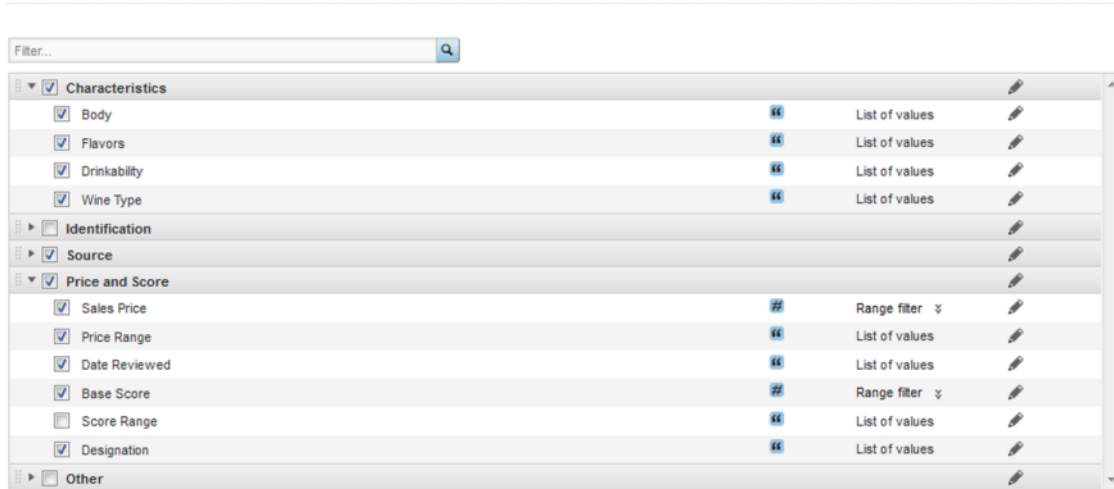 Filter...
Characteristics
Body “ List of values
Flavors “ List of values
Drinkability “ List of values
Wine Type “ List of values
Identification
Source
Price and Score
Sales Price # Range filter
Price Range “ List of values
Date Reviewed “ List of values
Base Score # Range filter
Score Range “ List of values
Designation “ List of values
Other